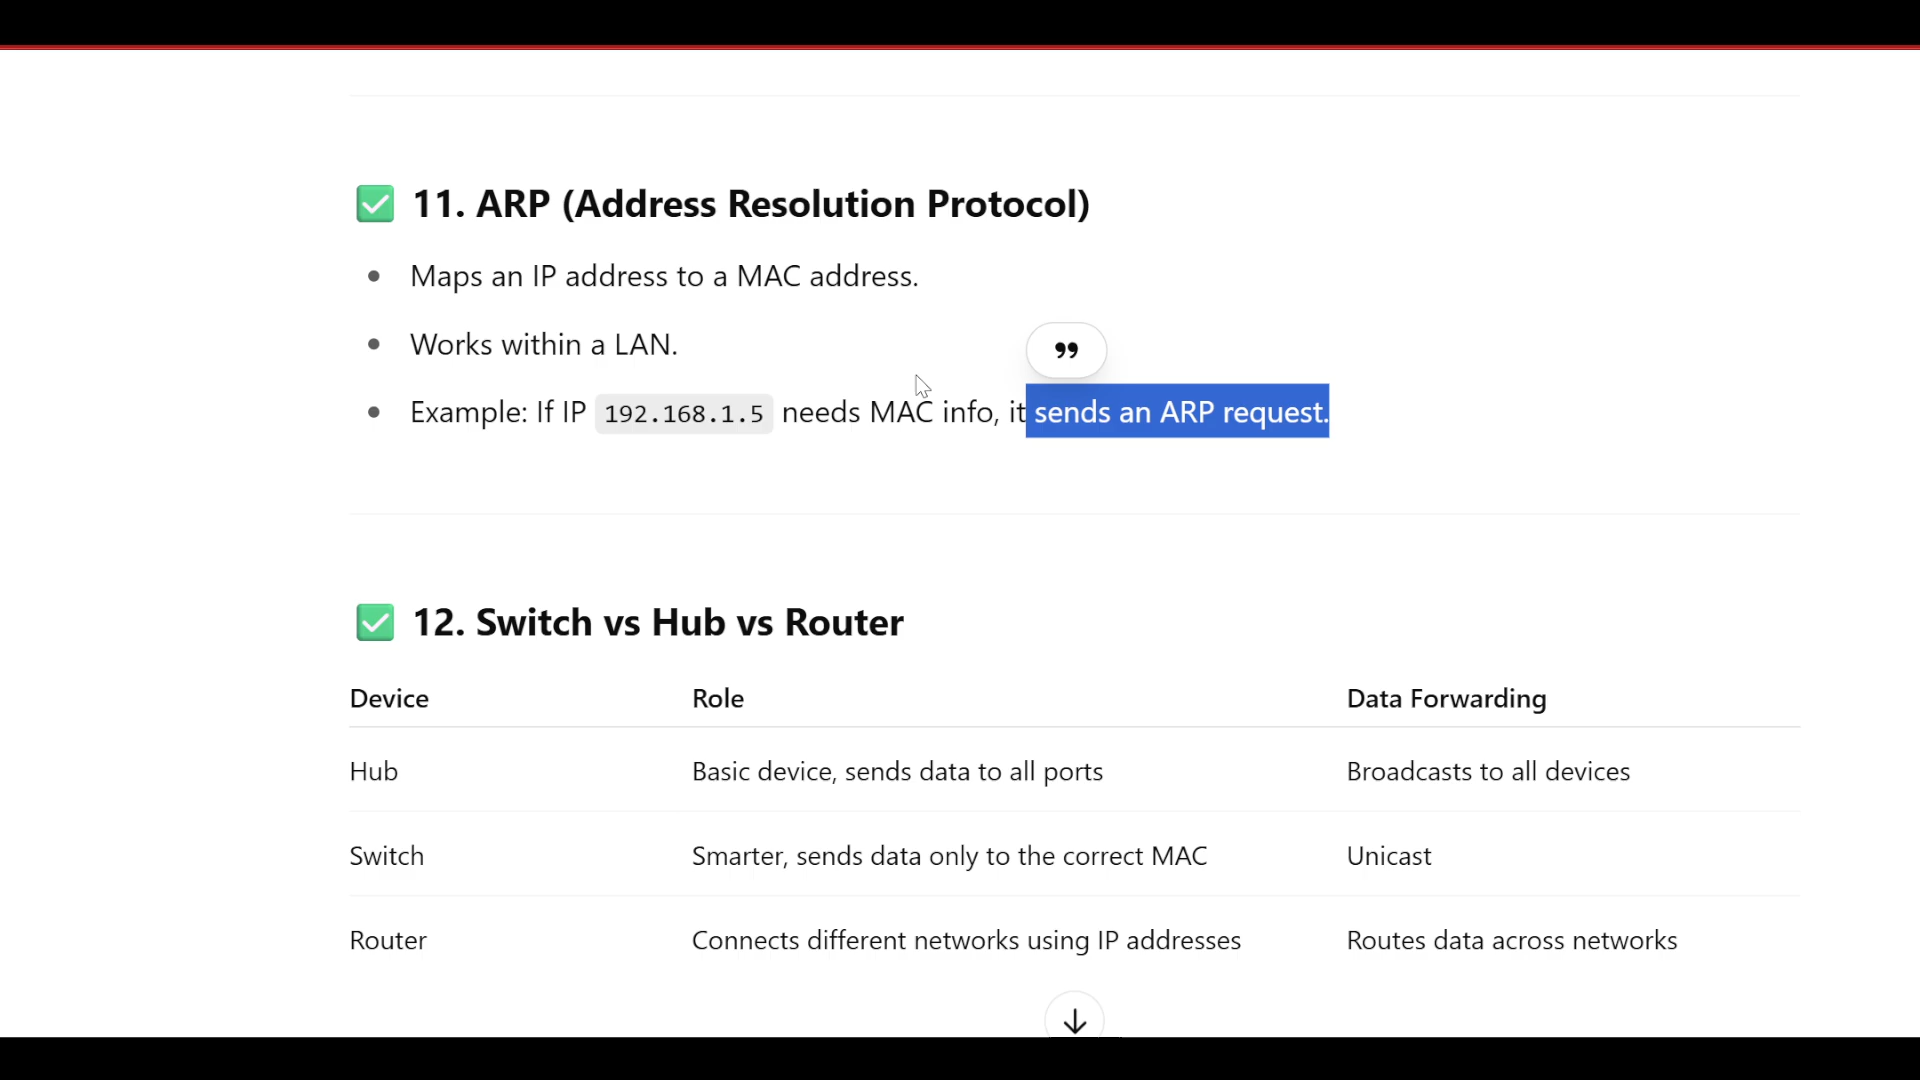 ✅ 11. ARP (Address Resolution Protocol)
• Maps an IP address to a MAC address.
• Works within a LAN.
• Example: If IP 192.168.1.5 needs MAC info, it sends an ARP request.
✅ 12. Switch vs Hub vs Router
Device Role Data Forwarding
Hub Basic device, sends data to all ports Broadcasts to all devices
Switch Smarter, sends data only to the correct MAC Unicast
Router Connects different networks using IP addresses Routes data across networks